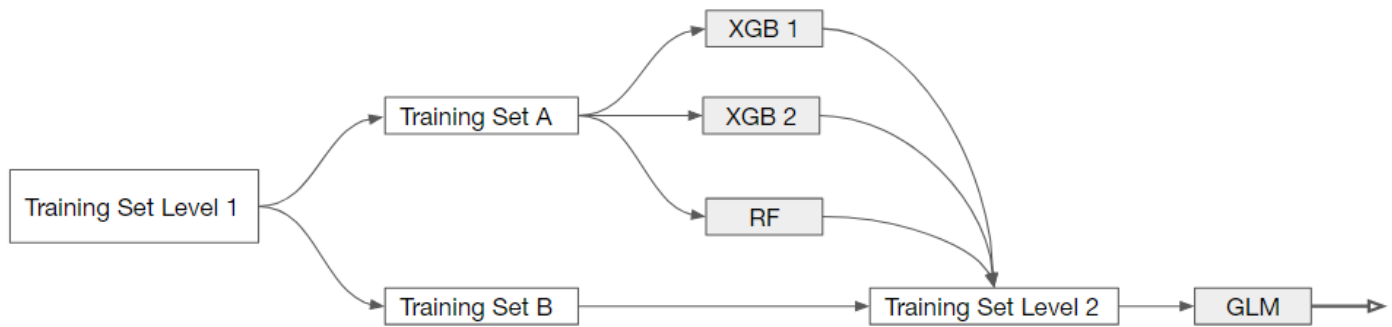 XGB 1
Training Set A
XGB 2
Training Set Level 1
RF
Training Set B
Training Set Level 2
GLM